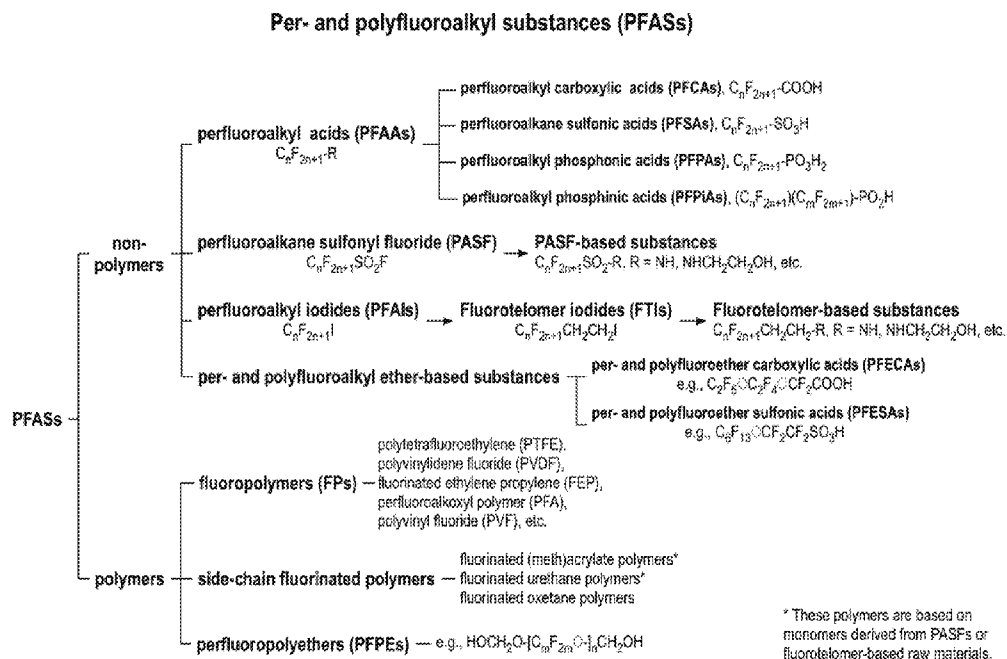 Per- and polyfluoroalkyl substances (PFASs)
perfluoroalkyl carboxylic acids (PFCAs), CₙF₂ₙ₊₁-COOH
perfluoroalkyl acids (PFAAs)
CₙF₂ₙ₊₁-R
perfluoroalkane sulfonic acids (PFSAs), CₙF₂ₙ₊₁-SO₃H
perfluoroalkyl phosphonic acids (PFPAs), CₙF₂ₙ₊₁-PO₃H₂
perfluoroalkyl phosphinic acids (PFPiAs), (CₙF₂ₙ₊₁)(CₘF₂ₘ₊₁)-PO₂H
non-
polymers
perfluoroalkane sulfonyl fluoride (PASF)
CₙF₂ₙ₊₁SO₂F
PASF-based substances
CₙF₂ₙ₊₁SO₂-R, R = NH, NHCH₂CH₂OH, etc.
perfluoroalkyl iodides (PFAIs)
CₙF₂ₙ₊₁I
Fluorotelomer iodides (FTIs)
CₙF₂ₙ₊₁CH₂CH₂I
Fluorotelomer-based substances
CₙF₂ₙ₊₁CH₂CH₂-R, R = NH, NHCH₂CH₂OH, etc.
per- and polyfluoroalkyl ether-based substances
per- and polyfluoroether carboxylic acids (PFECAs)
e.g., C₂F₅OC₂F₄OCF₂COOH
per- and polyfluoroether sulfonic acids (PFESAs)
e.g., C₆F₁₃OCF₂CF₂SO₃H
PFASs
fluoropolymers (FPs)
polytetrafluoroethylene (PTFE),
polyvinylidene fluoride (PVDF),
fluorinated ethylene propylene (FEP),
perfluoroalkoxyl polymer (PFA),
polyvinyl fluoride (PVF), etc.
polymers
side-chain fluorinated polymers
fluorinated (meth)acrylate polymers*
fluorinated urethane polymers*
fluorinated oxetane polymers
perfluoropolyethers (PFPEs)
e.g., HOCH₂O-[CₘF₂ₘO-]ₙCH₂OH
* These polymers are based on
monomers derived from PASFs or
fluorotelomer-based raw materials.